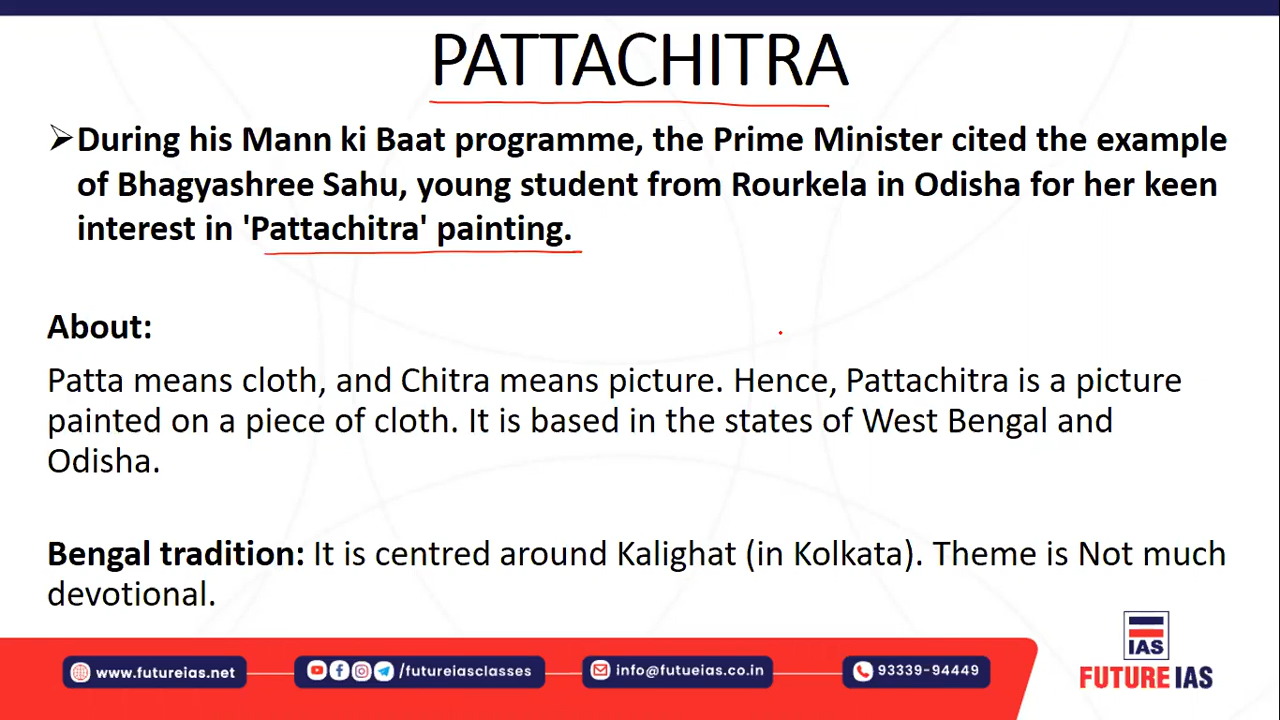 PATTACHITRA
➢During his Mann ki Baat programme, the Prime Minister cited the example
of Bhagyashree Sahu, young student from Rourkela in Odisha for her keen
interest in 'Pattachitra' painting.
About:
Patta means cloth, and Chitra means picture. Hence, Pattachitra is a picture
painted on a piece of cloth. It is based in the states of West Bengal and
Odisha.
Bengal tradition: It is centred around Kalighat (in Kolkata). Theme is Not much
devotional.
www.futureias.net
/futureiasclasses
info@futueias.co.in
93339-94449
IAS
FUTURE IAS